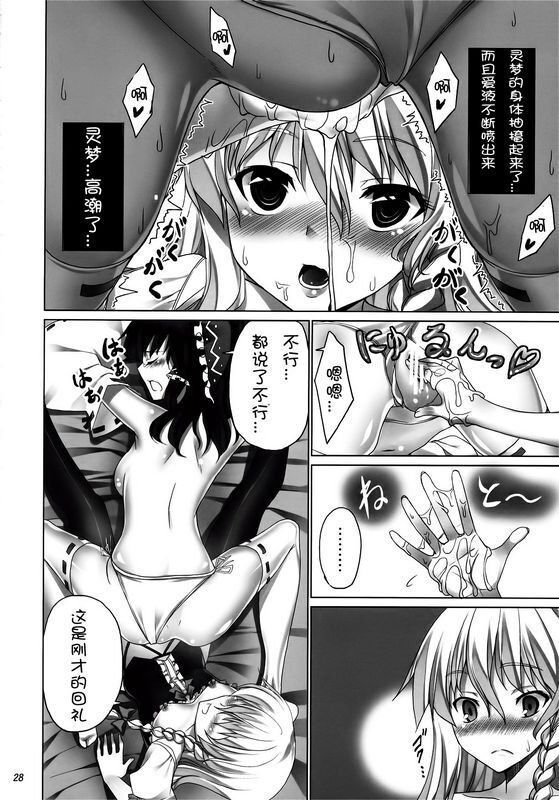 灵梦的身体抽搐起来了…
而且爱液不断喷出来
啊
啊
啊
啊
灵梦…高潮了…
がくがく
がくがく
にゅるんっ
嗯嗯…
不行…
都说了不行…
はぁ
はぁ
这是刚才的回礼
ねと～
………
28